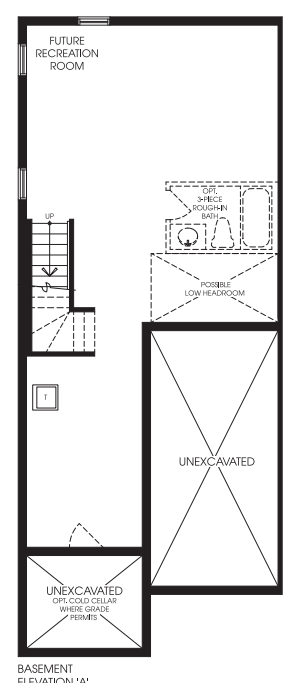 FUTURE
RECREATION
ROOM
OPT.
3-PIECE
ROUGH-IN
BATH
UP
POSSIBLE
LOW HEADROOM
T
UNEXCAVATED
UNEXCAVATED
OPT. COLD CELLAR
WHERE GRADE
PERMITS
BASEMENT
ELEVATION 'A'